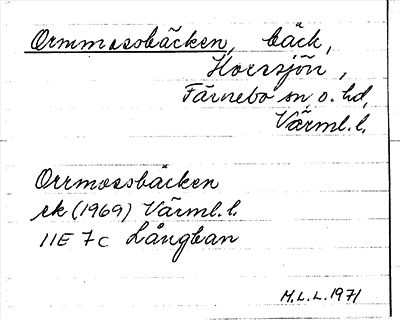 Ormmossbäcken, bäck,
Horrsjön,
Färnebo sn, o. hd,
Värml. l.
Orrmossbäcken
ek (1969) Värml. l.
11E 7c Långban
M.L.L. 1971